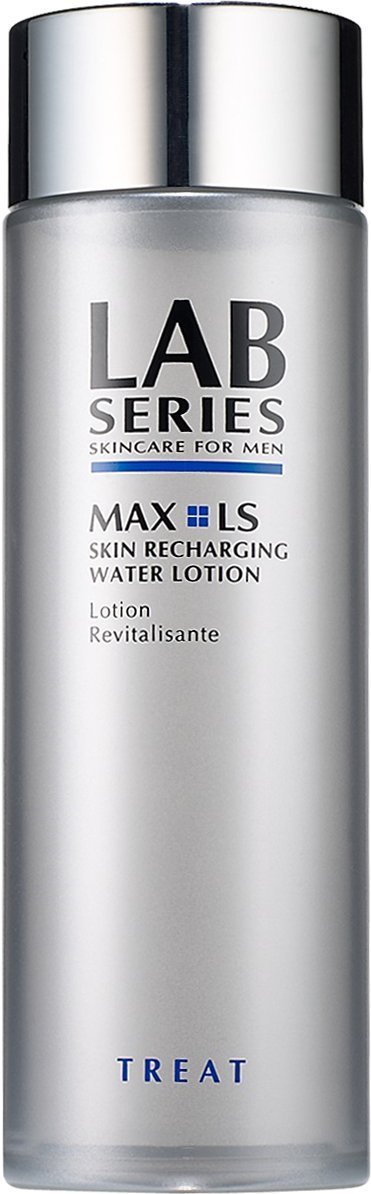 LAB
SERIES
SKINCARE FOR MEN
MAX LS
SKIN RECHARGING
WATER LOTION
Lotion
Revitalisante
TREAT